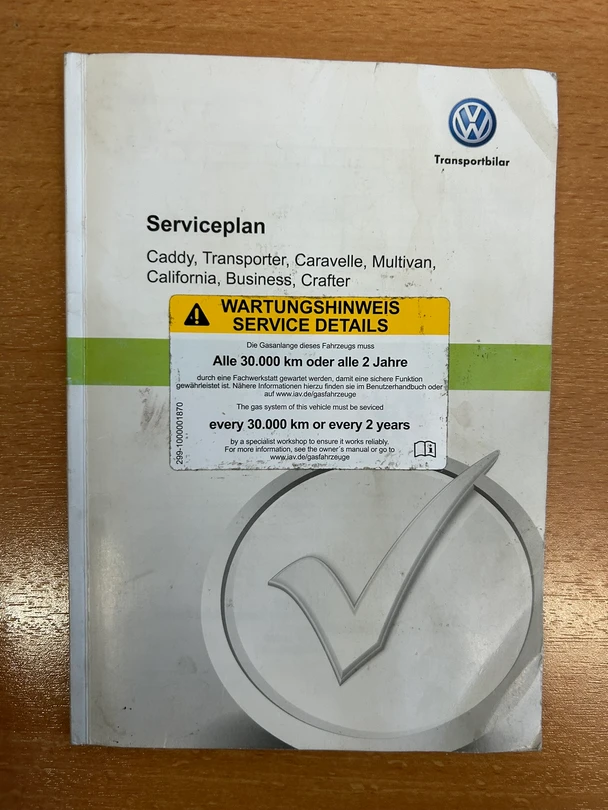 Transportbilar
Serviceplan
Caddy, Transporter, Caravelle, Multivan,
California, Business, Crafter
WARTUNGSHINWEIS
SERVICE DETAILS
Die Gasanlange dieses Fahrzeugs muss
Alle 30.000 km oder alle 2 Jahre
durch eine Fachwerkstatt gewartet werden, damit eine sichere Funktion
gewährleistet ist. Nähere Informationen hierzu finden sie im Benutzerhandbuch oder
auf www.iav.de/gasfahrzeuge
The gas system of this vehicle must be seviced
every 30.000 km or every 2 years
by a specialist workshop to ensure it works reliably.
For more information, see the owner´s manual or go to
www.iav.de/gasfahrzeuge
299-1000001870